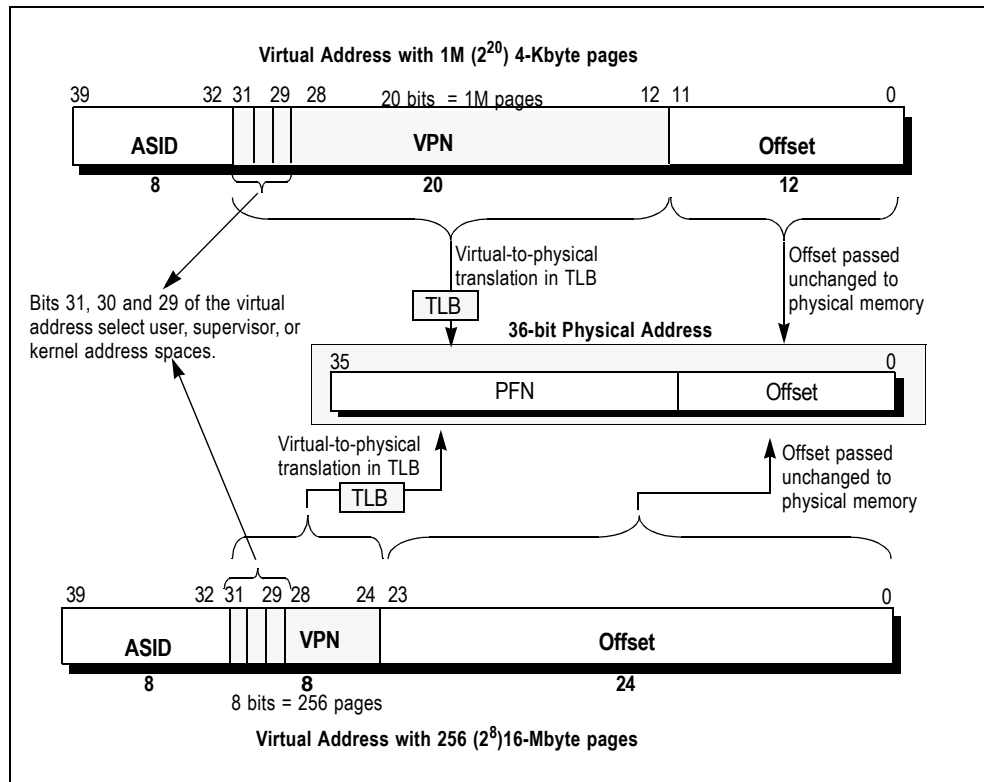 Virtual Address with 1M (2^20) 4-Kbyte pages
39 32 31 29 28 20 bits = 1M pages 12 11 0
ASID VPN Offset
8 20 12
Virtual-to-physical
translation in TLB
Offset passed
unchanged to
physical memory
TLB
Bits 31, 30 and 29 of the virtual
address select user, supervisor, or
kernel address spaces.
36-bit Physical Address
35 0
PFN Offset
Virtual-to-physical
translation in TLB
TLB
Offset passed
unchanged to
physical memory
39 32 31 29 28 24 23 0
ASID VPN Offset
8 8 24
8 bits = 256 pages
Virtual Address with 256 (2^8)16-Mbyte pages